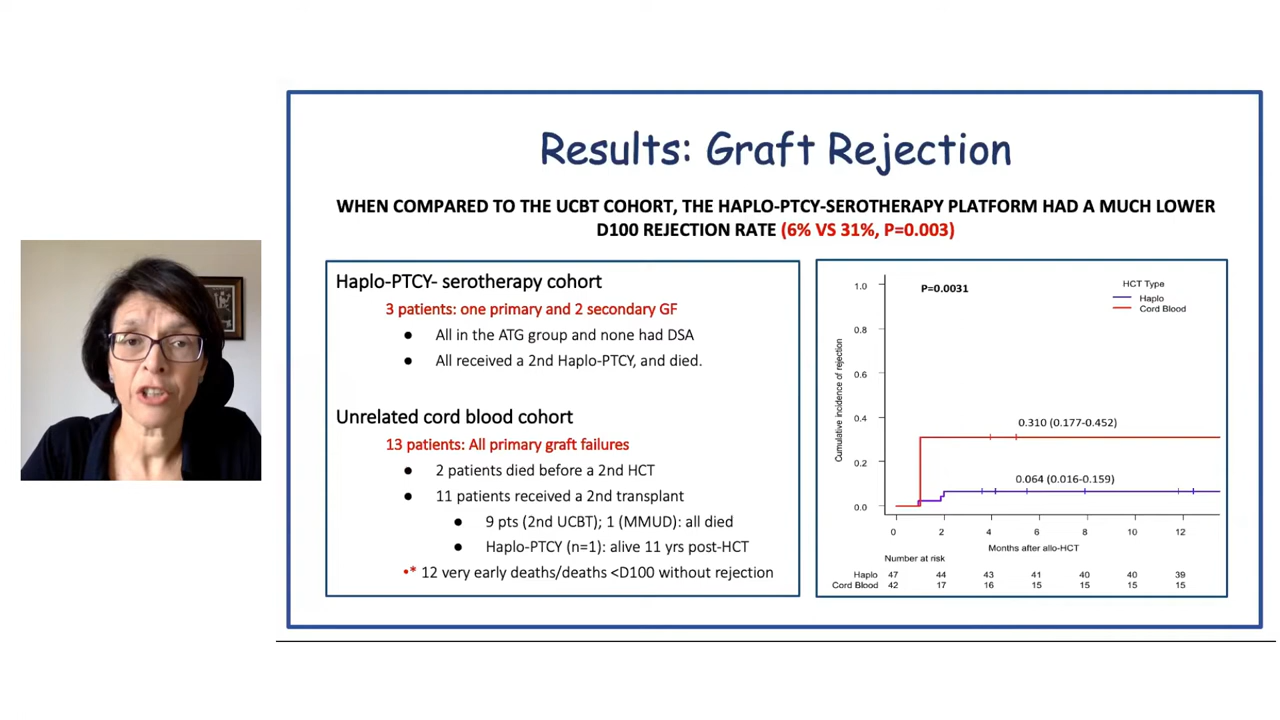 Results: Graft Rejection
WHEN COMPARED TO THE UCBT COHORT, THE HAPLO-PTCY-SEROTHERAPY PLATFORM HAD A MUCH LOWER
D100 REJECTION RATE (6% VS 31%, P=0.003)
Haplo-PTCY- serotherapy cohort
3 patients: one primary and 2 secondary GF
● All in the ATG group and none had DSA
● All received a 2nd Haplo-PTCY, and died.
Unrelated cord blood cohort
13 patients: All primary graft failures
● 2 patients died before a 2nd HCT
● 11 patients received a 2nd transplant
● 9 pts (2nd UCBT); 1 (MMUD): all died
● Haplo-PTCY (n=1): alive 11 yrs post-HCT
•* 12 very early deaths/deaths <D100 without rejection
P=0.0031
HCT Type
Haplo
Cord Blood
Cumulative incidence of rejection
1.0
0.8
0.6
0.4
0.2
0.0
0.310 (0.177-0.452)
0.064 (0.016-0.159)
0 2 4 6 8 10 12
Months after allo-HCT
Number at risk
Haplo 47 44 43 41 40 40 39
Cord Blood 42 17 16 15 15 15 15